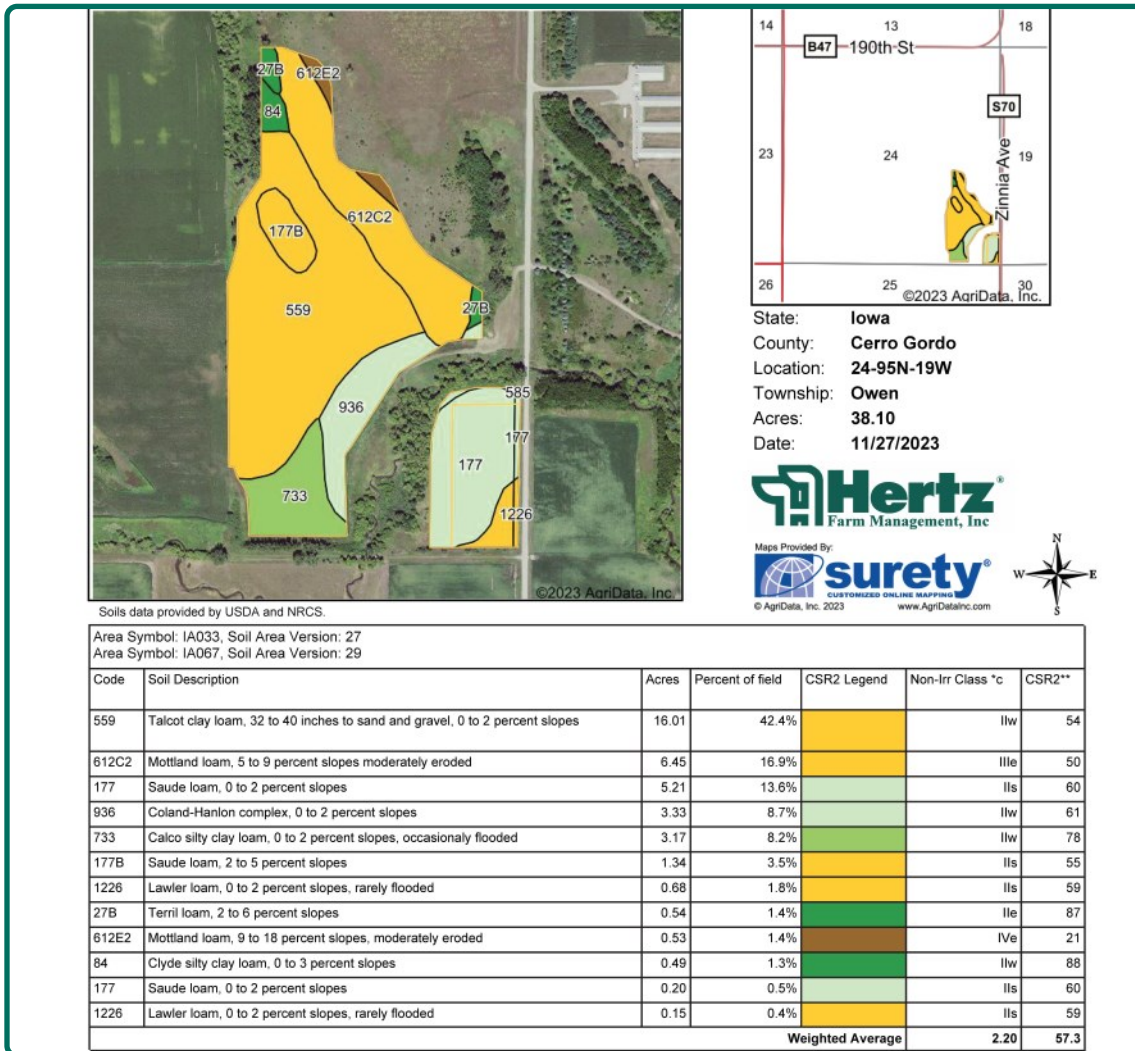 27B
612E2
84
612C2
177B
559
27B
936
585
177
177
733
1226
©2023 AgriData, Inc.
Soils data provided by USDA and NRCS.
14 13 18
B47 190th St
S70
23 24 19
Zinnia Ave
26 25 30
©2023 AgriData, Inc.
State: Iowa
County: Cerro Gordo
Location: 24-95N-19W
Township: Owen
Acres: 38.10
Date: 11/27/2023
Hertz®
Farm Management, Inc
Maps Provided By:
surety®
CUSTOMIZED ONLINE MAPPING
© AgriData, Inc. 2023 www.AgriDataInc.com
N
W E
S
Area Symbol: IA033, Soil Area Version: 27
Area Symbol: IA067, Soil Area Version: 29
Code Soil Description Acres Percent of field CSR2 Legend Non-Irr Class *c CSR2**
559 Talcot clay loam, 32 to 40 inches to sand and gravel, 0 to 2 percent slopes 16.01 42.4% IIw 54
612C2 Mottland loam, 5 to 9 percent slopes moderately eroded 6.45 16.9% IIIe 50
177 Saude loam, 0 to 2 percent slopes 5.21 13.6% IIs 60
936 Coland-Hanlon complex, 0 to 2 percent slopes 3.33 8.7% IIw 61
733 Calco silty clay loam, 0 to 2 percent slopes, occasionaly flooded 3.17 8.2% IIw 78
177B Saude loam, 2 to 5 percent slopes 1.34 3.5% IIs 55
1226 Lawler loam, 0 to 2 percent slopes, rarely flooded 0.68 1.8% IIs 59
27B Terril loam, 2 to 6 percent slopes 0.54 1.4% IIe 87
612E2 Mottland loam, 9 to 18 percent slopes, moderately eroded 0.53 1.4% IVe 21
84 Clyde silty clay loam, 0 to 3 percent slopes 0.49 1.3% IIw 88
177 Saude loam, 0 to 2 percent slopes 0.20 0.5% IIs 60
1226 Lawler loam, 0 to 2 percent slopes, rarely flooded 0.15 0.4% IIs 59
Weighted Average 2.20 57.3